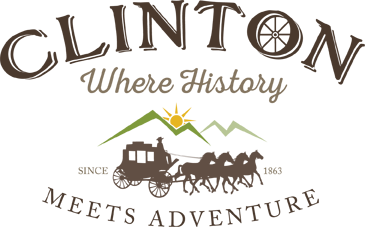 CLINTON
Where History
SINCE 1863
MEETS ADVENTURE